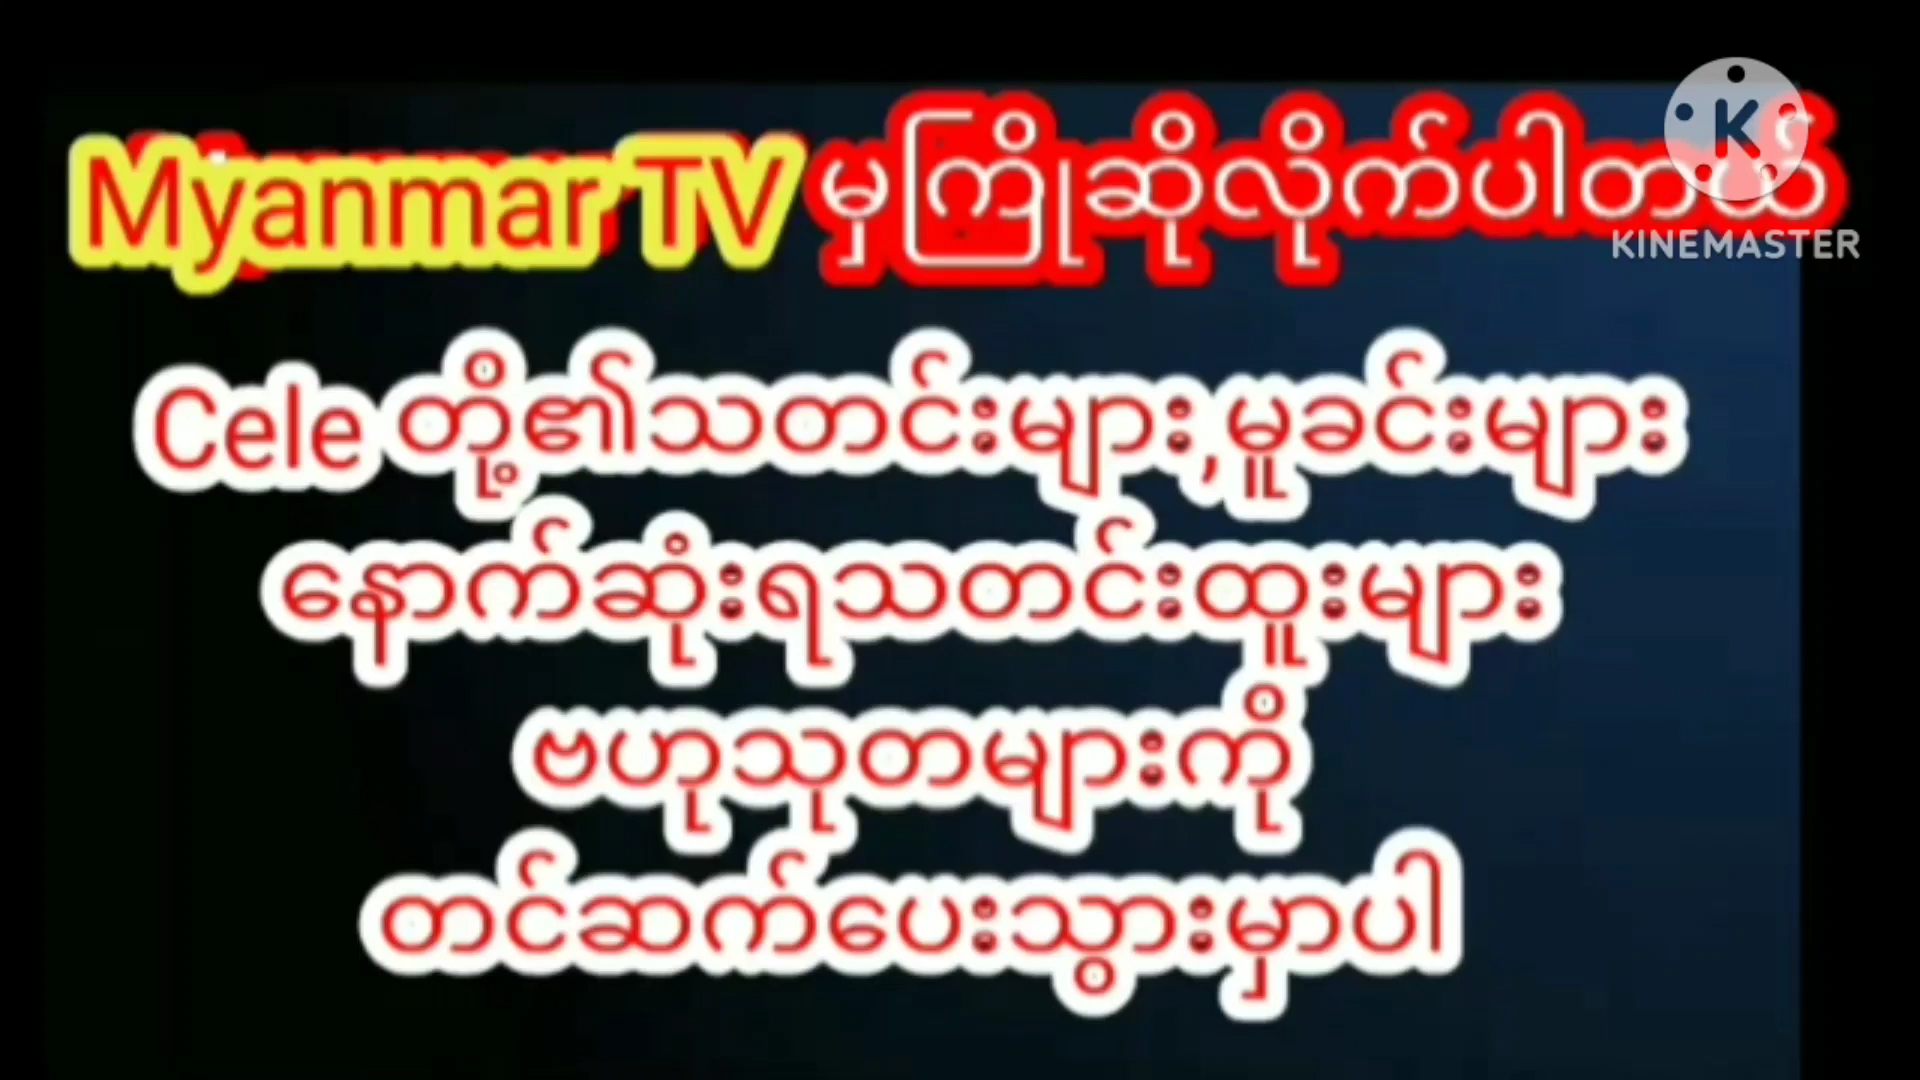 Myanmar TV မှကြိုဆိုလိုက်ပါတယ်
KINEMASTER
Cele တို့၏သတင်းများ,မူခင်းများ
နောက်ဆုံးရသတင်းထူးများ
ဗဟုသုတများကို
တင်ဆက်ပေးသွားမှာပါ